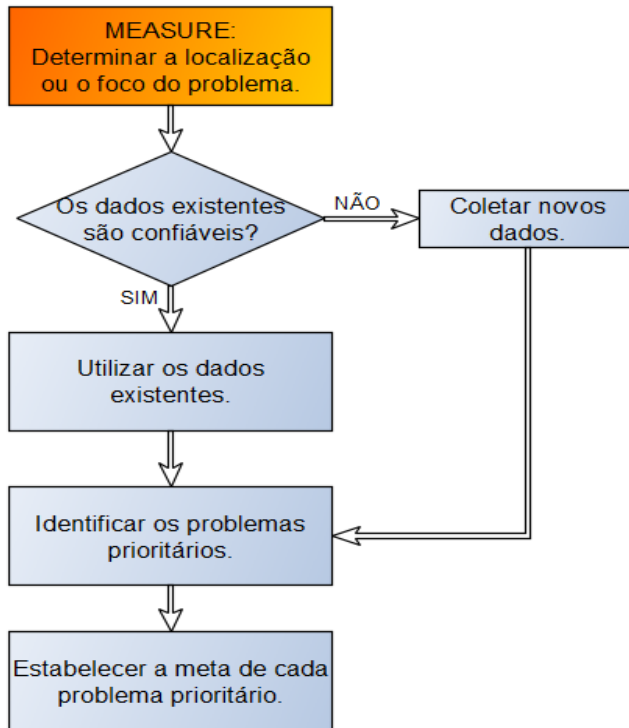 MEASURE:
Determinar a localização
ou o foco do problema.
Os dados existentes
são confiáveis?
NÃO
Coletar novos
dados.
SIM
Utilizar os dados
existentes.
Identificar os problemas
prioritários.
Estabelecer a meta de cada
problema prioritário.